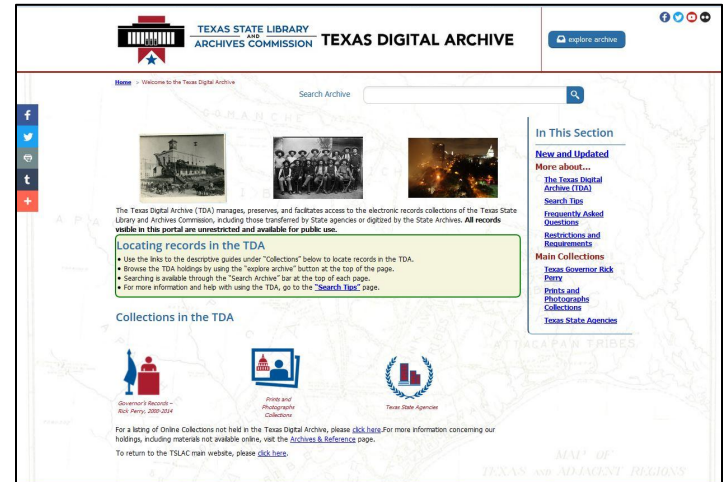 TEXAS STATE LIBRARY
AND
ARCHIVES COMMISSION
TEXAS DIGITAL ARCHIVE
explore archive
Home > Welcome to the Texas Digital Archive
Search Archive
In This Section
New and Updated
More about...
The Texas Digital
Archive (TDA)
Search Tips
Frequently Asked
Questions
Restrictions and
Requirements
Main Collections
Texas Governor Rick
Perry
Prints and
Photographs
Collections
Texas State Agencies
The Texas Digital Archive (TDA) manages, preserves, and facilitates access to the electronic records collections of the Texas State
Library and Archives Commission, including those transferred by State agencies or digitized by the State Archives. All records
visible in this portal are unrestricted and available for public use.
Locating records in the TDA
• Use the links to the descriptive guides under "Collections" below to locate records in the TDA.
• Browse the TDA holdings by using the "explore archive" button at the top of the page.
• Searching is available through the "Search Archive" bar at the top of each page.
• For more information and help with using the TDA, go to the "Search Tips" page.
Collections in the TDA
Governor's Records –
Rick Perry, 2000-2014
Prints and
Photographs
Collections
Texas State Agencies
For a listing of Online Collections not held in the Texas Digital Archive, please click here.For more information concerning our
holdings, including materials not available online, visit the Archives & Reference page.
To return to the TSLAC main website, please click here.
COMANCHE
TRIBES
MAP OF
TEXAS AND ADJACENT REGIONS